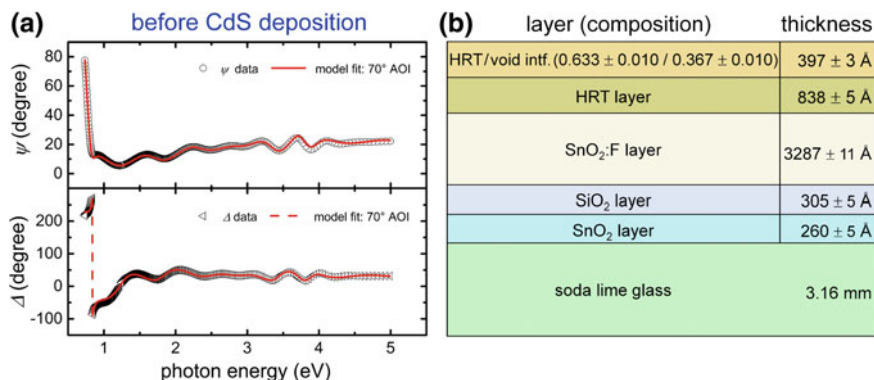 (a)
before CdS deposition
80
60
40
20
0
ψ (degree)
ψ data
model fit: 70° AOI
200
100
0
-100
Δ (degree)
Δ data
model fit: 70° AOI
1 2 3 4 5
photon energy (eV)
(b)
layer (composition) thickness
HRT/void intf. (0.633 ± 0.010 / 0.367 ± 0.010) 397 ± 3 Å
HRT layer 838 ± 5 Å
SnO₂:F layer 3287 ± 11 Å
SiO₂ layer 305 ± 5 Å
SnO₂ layer 260 ± 5 Å
soda lime glass 3.16 mm